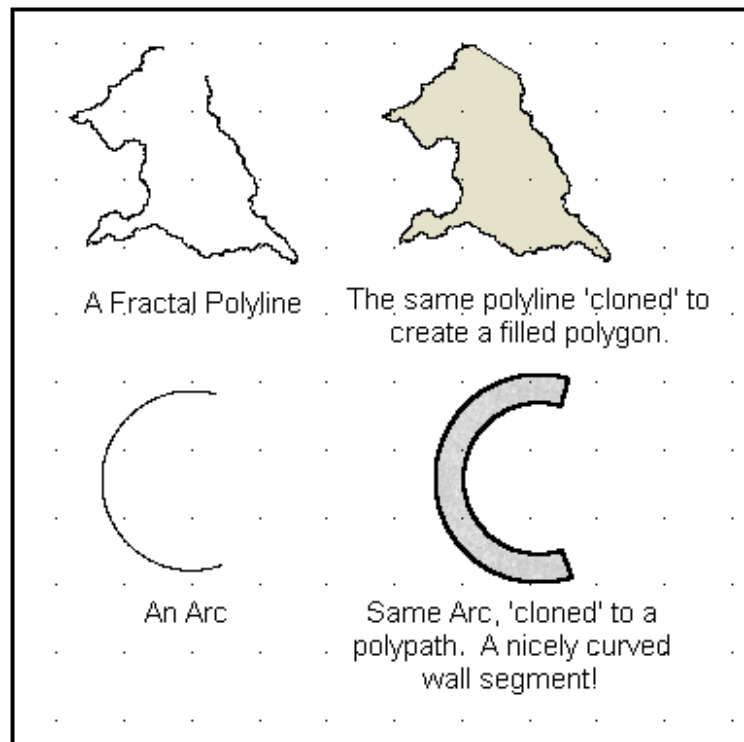 A Fractal Polyline
The same polyline 'cloned' to
create a filled polygon.
An Arc
Same Arc, 'cloned' to a
polypath. A nicely curved
wall segment!